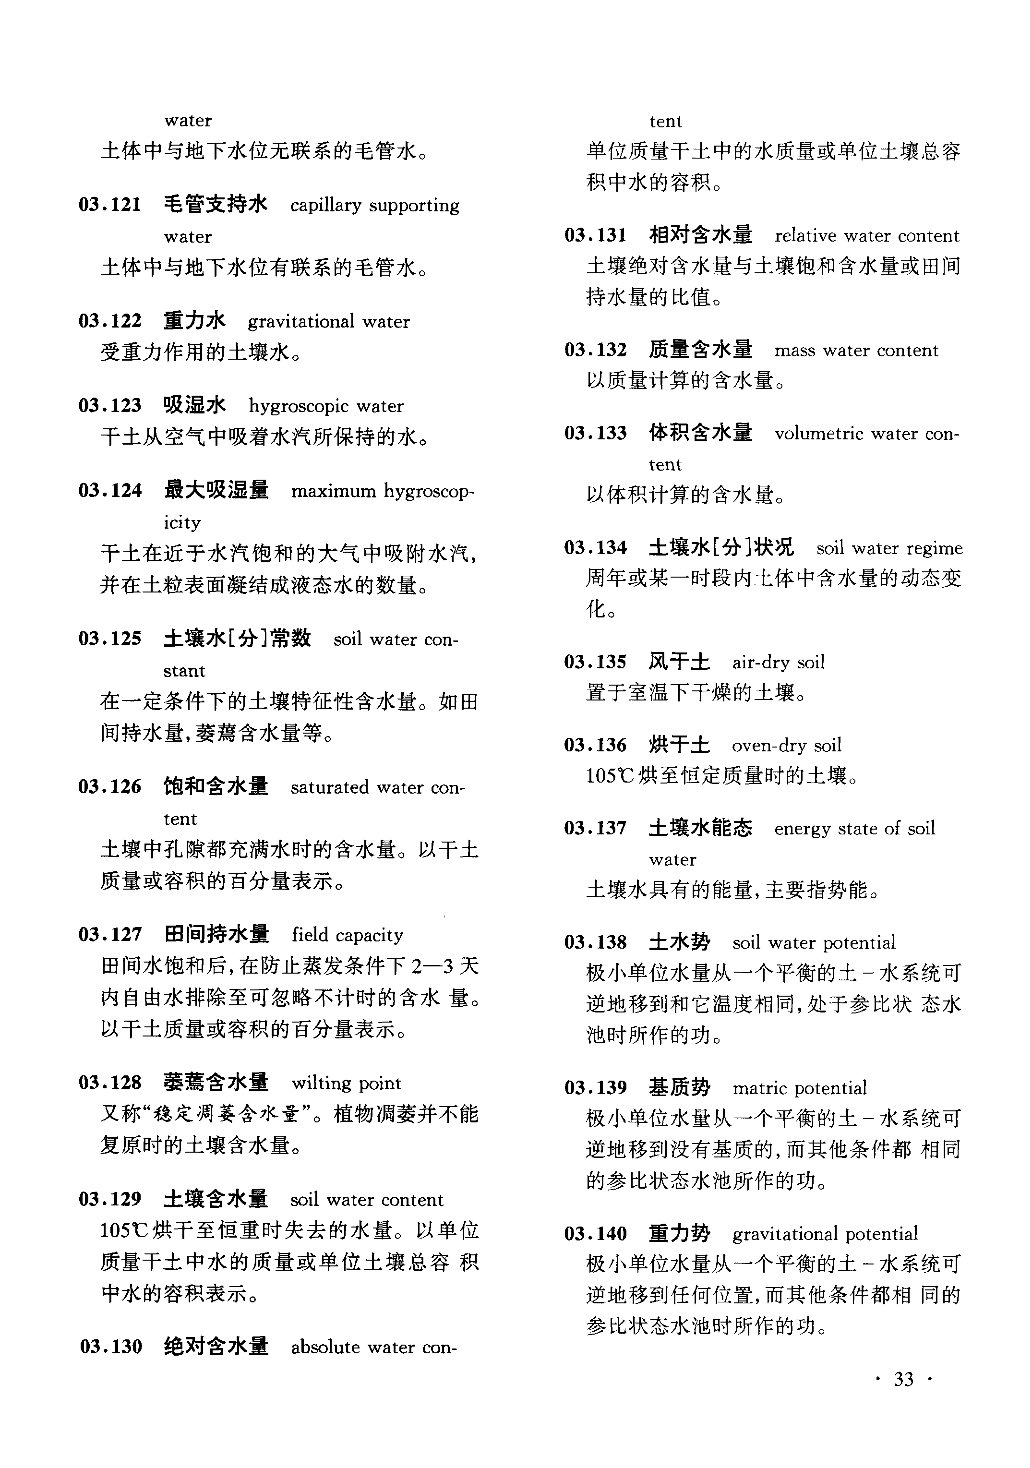 water
土体中与地下水位无联系的毛管水。
03.121 毛管支持水 capillary supporting
water
土体中与地下水位有联系的毛管水。
03.122 重力水 gravitational water
受重力作用的土壤水。
03.123 吸湿水 hygroscopic water
干土从空气中吸着水汽所保持的水。
03.124 最大吸湿量 maximum hygroscop-
icity
干土在近于水汽饱和的大气中吸附水汽,
并在土粒表面凝结成液态水的数量。
03.125 土壤水[分]常数 soil water con-
stant
在一定条件下的土壤特征性含水量。如田
间持水量,萎蔫含水量等。
03.126 饱和含水量 saturated water con-
tent
土壤中孔隙都充满水时的含水量。以干土
质量或容积的百分量表示。
03.127 田间持水量 field capacity
田间水饱和后,在防止蒸发条件下2—3天
内自由水排除至可忽略不计时的含水 量。
以干土质量或容积的百分量表示。
03.128 萎蔫含水量 wilting point
又称“稳定凋萎含水量”。植物凋萎并不能
复原时的土壤含水量。
03.129 土壤含水量 soil water content
105℃烘干至恒重时失去的水量。以单位
质量干土中水的质量或单位土壤总容 积
中水的容积表示。
03.130 绝对含水量 absolute water con-
tent
单位质量干土中的水质量或单位土壤总容
积中水的容积。
03.131 相对含水量 relative water content
土壤绝对含水量与土壤饱和含水量或田间
持水量的比值。
03.132 质量含水量 mass water content
以质量计算的含水量。
03.133 体积含水量 volumetric water con-
tent
以体积计算的含水量。
03.134 土壤水[分]状况 soil water regime
周年或某一时段内土体中含水量的动态变
化。
03.135 风干土 air-dry soil
置于室温下干燥的土壤。
03.136 烘干土 oven-dry soil
105℃烘至恒定质量时的土壤。
03.137 土壤水能态 energy state of soil
water
土壤水具有的能量,主要指势能。
03.138 土水势 soil water potential
极小单位水量从一个平衡的土－水系统可
逆地移到和它温度相同,处于参比状 态水
池时所作的功。
03.139 基质势 matric potential
极小单位水量从一个平衡的土－水系统可
逆地移到没有基质的,而其他条件都 相同
的参比状态水池所作的功。
03.140 重力势 gravitational potential
极小单位水量从一个平衡的土－水系统可
逆地移到任何位置,而其他条件都相 同的
参比状态水池时所作的功。
· 33 ·